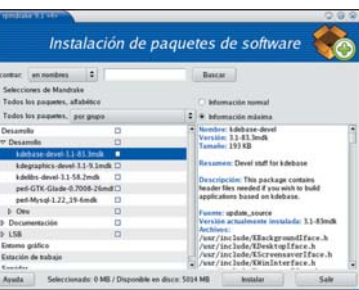 rpmdrake 9.1 <4>
Instalación de paquetes de software
contrar:
en nombres
Buscar
Selecciones de Mandrake
Todos los paquetes, alfabético
Información normal
Todos los paquetes, por grupo
Información máxima
Desarrollo
Desarrollo
kdebase-devel-3.1-83.3mdk
kdegraphics-devel-3.1-9.1mdk
kdelibs-devel-3.1-58.2mdk
perl-GTK-Glade-0.7008-26mdk
perl-Mysql-1.22_19-6mdk
Otro
Documentación
LSB
Entorno gráfico
Estación de trabajo
Servidor
Nombre: kdebase-devel
Versión: 3.1-83.3mdk
Tamaño: 193 KB
Resumen: Devel stuff for kdebase
Descripción: This package contains
header files needed if you wish to build
applications based on kdebase.
Fuente: update_source
Versión actualmente instalada: 3.1-83mdk
Archivos:
/usr/include/KBackgroundIface.h
/usr/include/KDesktopIface.h
/usr/include/KScreensaverIface.h
/usr/include/KWinInterface.h
Ayuda
Seleccionado: 0 MB / Disponible en disco: 5014 MB
Instalar
Salir